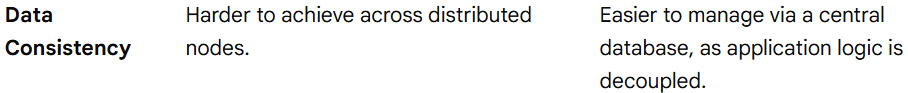 Data
Consistency
Harder to achieve across distributed
nodes.
Easier to manage via a central
database, as application logic is
decoupled.